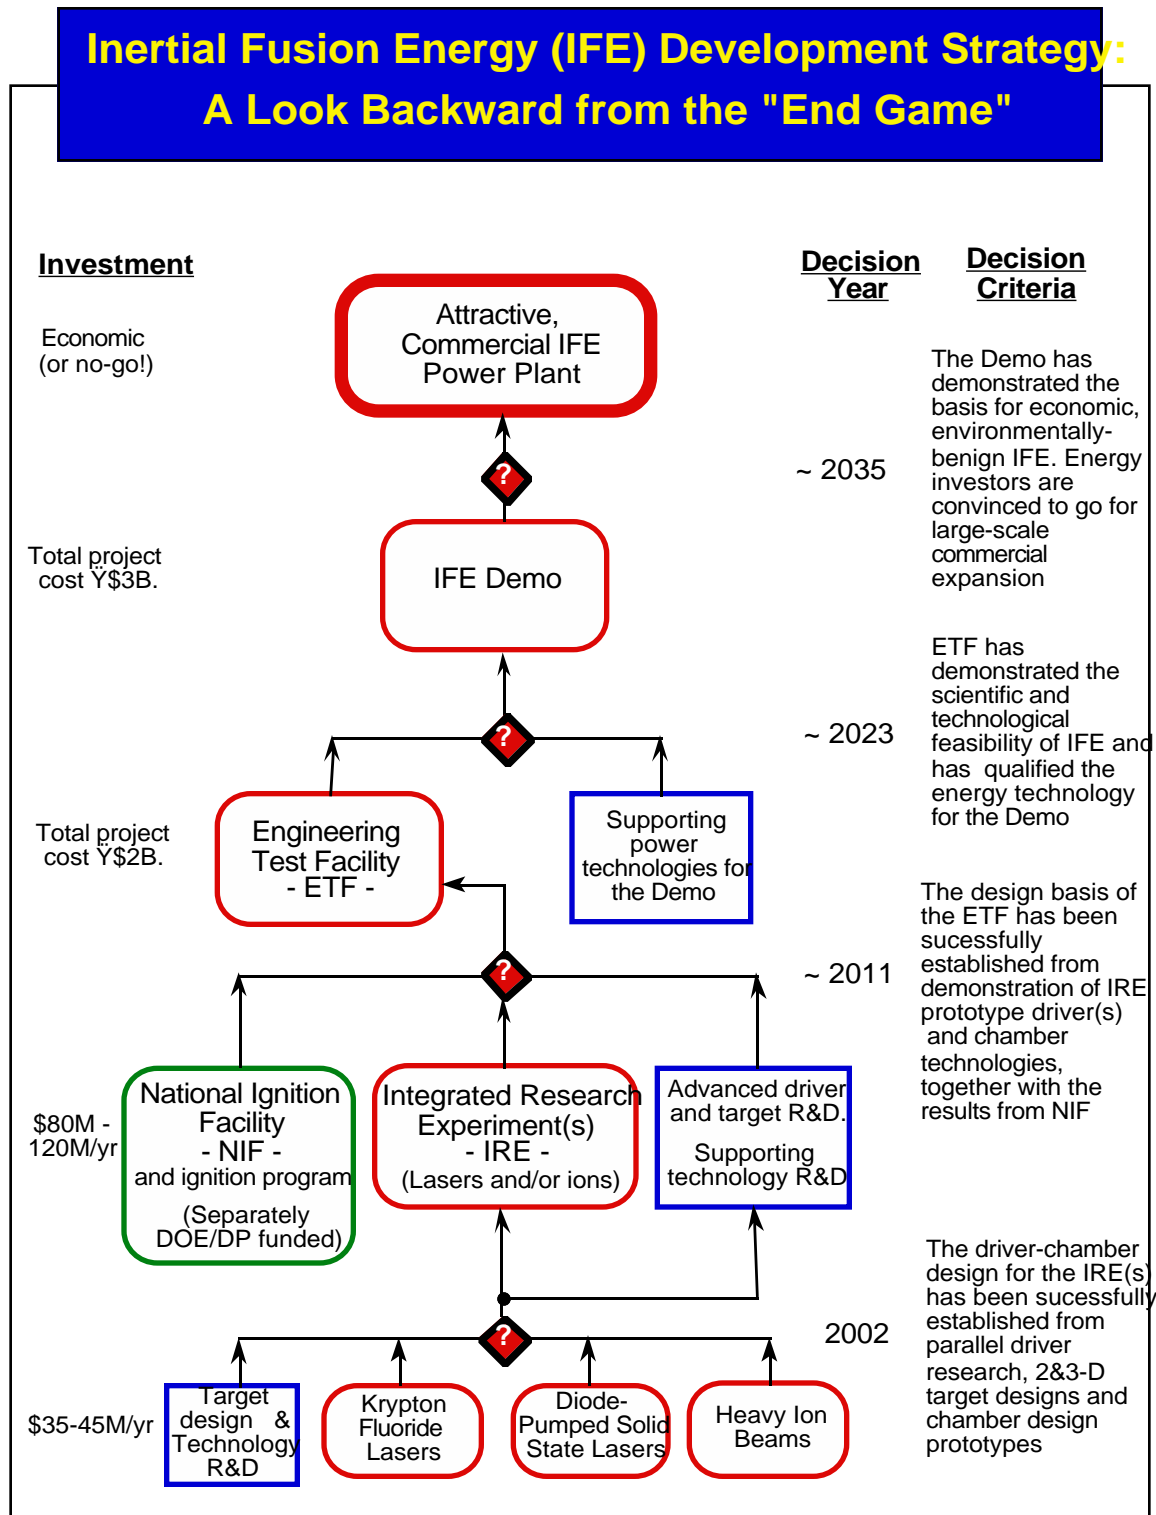 Inertial Fusion Energy (IFE) Development Strategy:
A Look Backward from the "End Game"
Investment
Decision
Year
Decision
Criteria
Economic
(or no-go!)
Attractive,
Commercial IFE
Power Plant
?
~ 2035
The Demo has
demonstrated the
basis for economic,
environmentally-
benign IFE. Energy
investors are
convinced to go for
large-scale
commercial
expansion
Total project
cost Ÿ$3B.
IFE Demo
?
~ 2023
ETF has
demonstrated the
scientific and
technological
feasibility of IFE and
has qualified the
energy technology
for the Demo
Total project
cost Ÿ$2B.
Engineering
Test Facility
- ETF -
Supporting
power
technologies for
the Demo
?
~ 2011
The design basis of
the ETF has been
sucessfully
established from
demonstration of IRE
prototype driver(s)
and chamber
technologies,
together with the
results from NIF
$80M -
120M/yr
National Ignition
Facility
- NIF -
and ignition program
(Separately
DOE/DP funded)
Integrated Research
Experiment(s)
- IRE -
(Lasers and/or ions)
Advanced driver
and target R&D.
Supporting
technology R&D
?
2002
The driver-chamber
design for the IRE(s)
has been sucessfully
established from
parallel driver
research, 2&3-D
target designs and
chamber design
prototypes
$35-45M/yr
Target
design &
Technology
R&D
Krypton
Fluoride
Lasers
Diode-
Pumped Solid
State Lasers
Heavy Ion
Beams